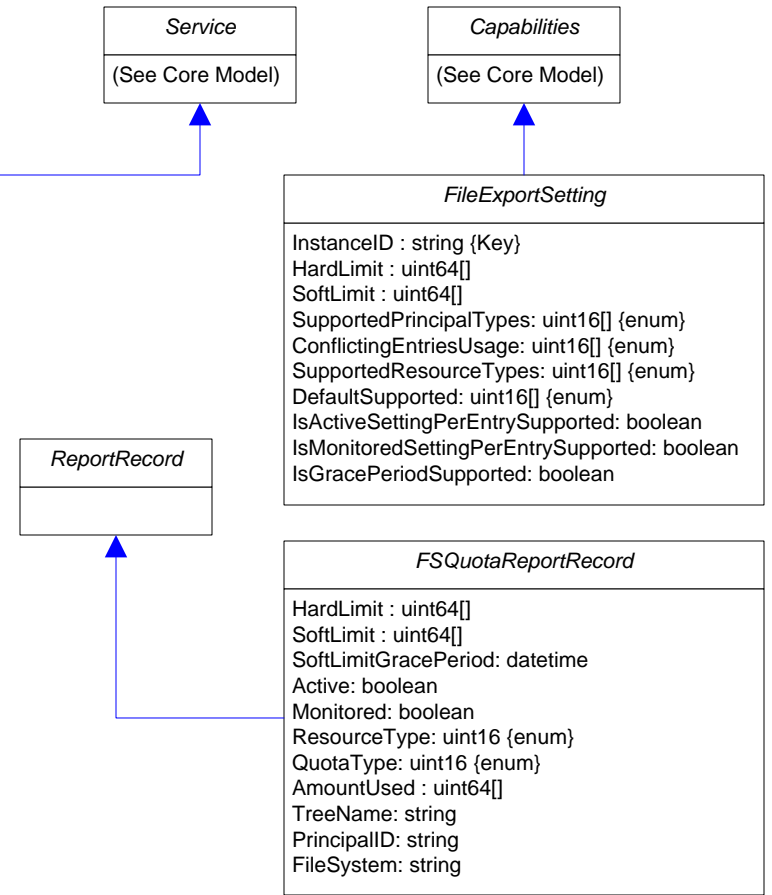 Service
(See Core Model)
Capabilities
(See Core Model)
FileExportSetting
InstanceID : string {Key}
HardLimit : uint64[]
SoftLimit : uint64[]
SupportedPrincipalTypes: uint16[] {enum}
ConflictingEntriesUsage: uint16[] {enum}
SupportedResourceTypes: uint16[] {enum}
DefaultSupported: uint16[] {enum}
IsActiveSettingPerEntrySupported: boolean
IsMonitoredSettingPerEntrySupported: boolean
IsGracePeriodSupported: boolean
ReportRecord
FSQuotaReportRecord
HardLimit : uint64[]
SoftLimit : uint64[]
SoftLimitGracePeriod: datetime
Active: boolean
Monitored: boolean
ResourceType: uint16 {enum}
QuotaType: uint16 {enum}
AmountUsed : uint64[]
TreeName: string
PrincipalID: string
FileSystem: string